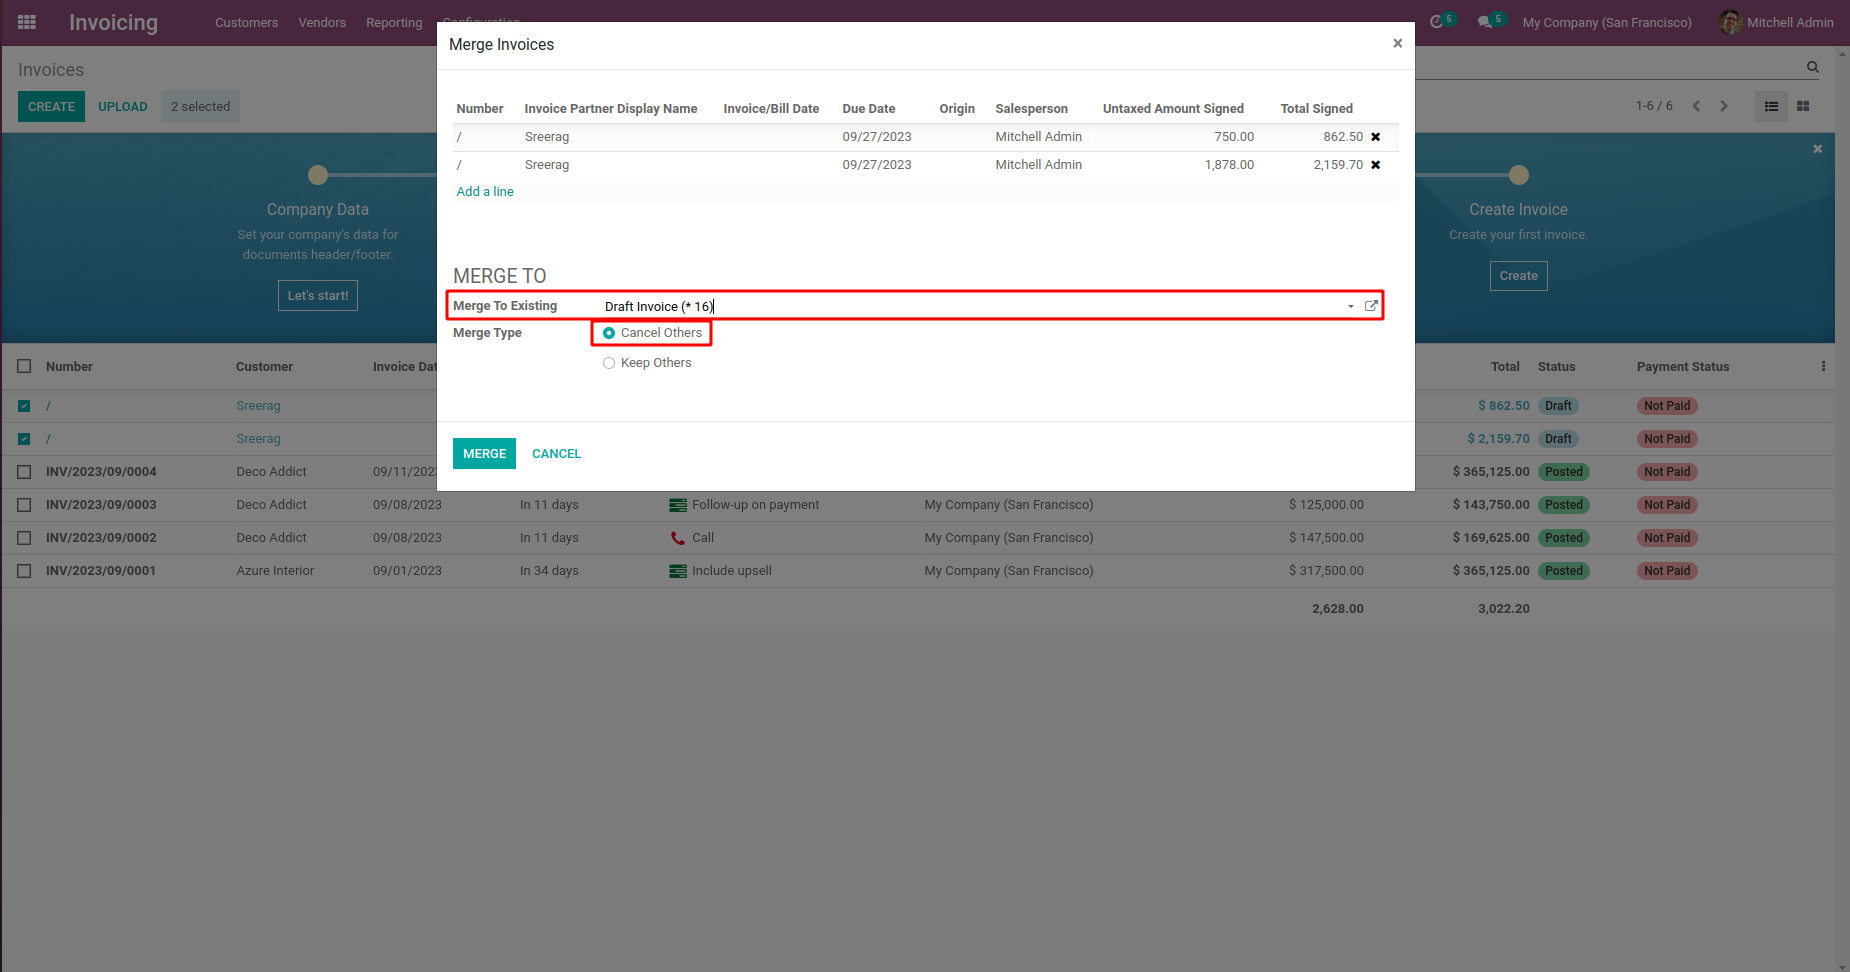 Invoicing Customers Vendors Reporting Configuration 5 5 My Company (San Francisco) Mitchell Admin
Invoices
CREATE UPLOAD 2 selected 1-6 / 6
Merge Invoices ×
Number Invoice Partner Display Name Invoice/Bill Date Due Date Origin Salesperson Untaxed Amount Signed Total Signed
/ Sreerag 09/27/2023 Mitchell Admin 750.00 862.50
/ Sreerag 09/27/2023 Mitchell Admin 1,878.00 2,159.70
Add a line
MERGE TO
Merge To Existing Draft Invoice (* 16)
Merge Type Cancel Others
Keep Others
MERGE CANCEL
Company Data
Set your company's data for
documents header/footer.
Let's start!
Create Invoice
Create your first invoice.
Create
Number Customer Invoice Dat Total Status Payment Status
/ Sreerag $ 862.50 Draft Not Paid
/ Sreerag $ 2,159.70 Draft Not Paid
INV/2023/09/0004 Deco Addict 09/11/2023 $ 365,125.00 Posted Not Paid
INV/2023/09/0003 Deco Addict 09/08/2023 In 11 days Follow-up on payment My Company (San Francisco) $ 125,000.00 $ 143,750.00 Posted Not Paid
INV/2023/09/0002 Deco Addict 09/08/2023 In 11 days Call My Company (San Francisco) $ 147,500.00 $ 169,625.00 Posted Not Paid
INV/2023/09/0001 Azure Interior 09/01/2023 In 34 days Include upsell My Company (San Francisco) $ 317,500.00 $ 365,125.00 Posted Not Paid
2,628.00 3,022.20